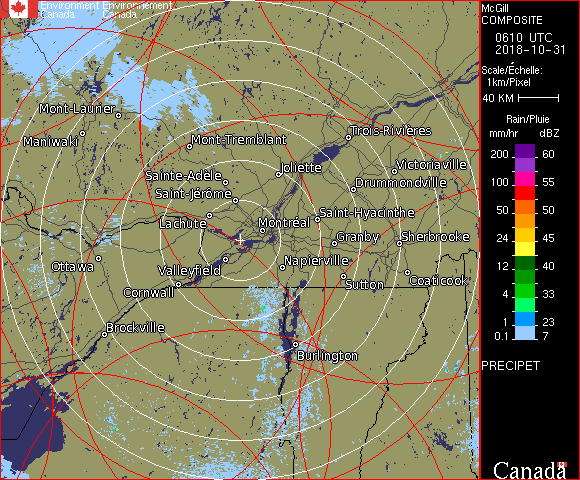 Environment Environnement
Canada Canada
McGill
COMPOSITE
0610 UTC
2018-10-31
Scale/Échelle:
1km/Pixel
40 KM
Rain/Pluie
mm/hr dBZ
200 60
100 55
50 50
24 45
12 40
4 33
1 23
0.1 7
PRECIPET
Canada
Mont-Laurier
Maniwaki
Mont-Tremblant
Trois-Rivières
Sainte-Adèle
Joliette
Victoriaville
Saint-Jérôme
Drummondville
Lachute
Montréal
Saint-Hyacinthe
Granby
Sherbrooke
Ottawa
Valleyfield
Napierville
Cornwall
Sutton
Coaticook
Brockville
Burlington